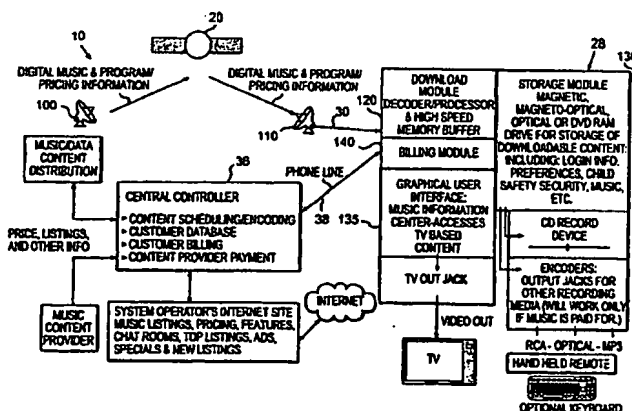 10
20
DIGITAL MUSIC & PROGRAM/
PRICING INFORMATION
DIGITAL MUSIC & PROGRAM/
PRICING INFORMATION
100
110
30
MUSIC/DATA
CONTENT
DISTRIBUTION
36
CENTRAL CONTROLLER
CONTENT SCHEDULING/ENCODING
CUSTOMER DATABASE
CUSTOMER BILLING
CONTENT PROVIDER PAYMENT
PHONE LINE
38
PRICE, LISTINGS,
AND OTHER INFO
MUSIC
CONTENT
PROVIDER
SYSTEM OPERATOR'S INTERNET SITE
MUSIC LISTINGS, PRICING, FEATURES,
CHAT ROOMS, TOP LISTINGS, ADS,
SPECIALS & NEW LISTINGS
INTERNET
120
DOWNLOAD
MODULE
DECODER/PROCESSOR
& HIGH SPEED
MEMORY BUFFER
140
BILLING MODULE
135
GRAPHICAL USER
INTERFACE:
MUSIC INFORMATION
CENTER-ACCESSES
TV BASED
CONTENT
TV OUT JACK
VIDEO OUT
TV
28
STORAGE MODULE
MAGNETIC,
MAGNETO-OPTICAL,
OPTICAL OR DVD RAM
DRIVE FOR STORAGE OF
DOWNLOADABLE CONTENT:
INCLUDING: LOGIN INFO.
PREFERENCES, CHILD
SAFETY SECURITY, MUSIC,
ETC.
CD RECORD
DEVICE
ENCODERS:
OUTPUT JACKS FOR
OTHER RECORDING
MEDIA (WILL WORK ONLY
IF MUSIC IS PAID FOR.)
RCA - OPTICAL - MP3
HAND HELD REMOTE
OPTIONAL KEYBOARD